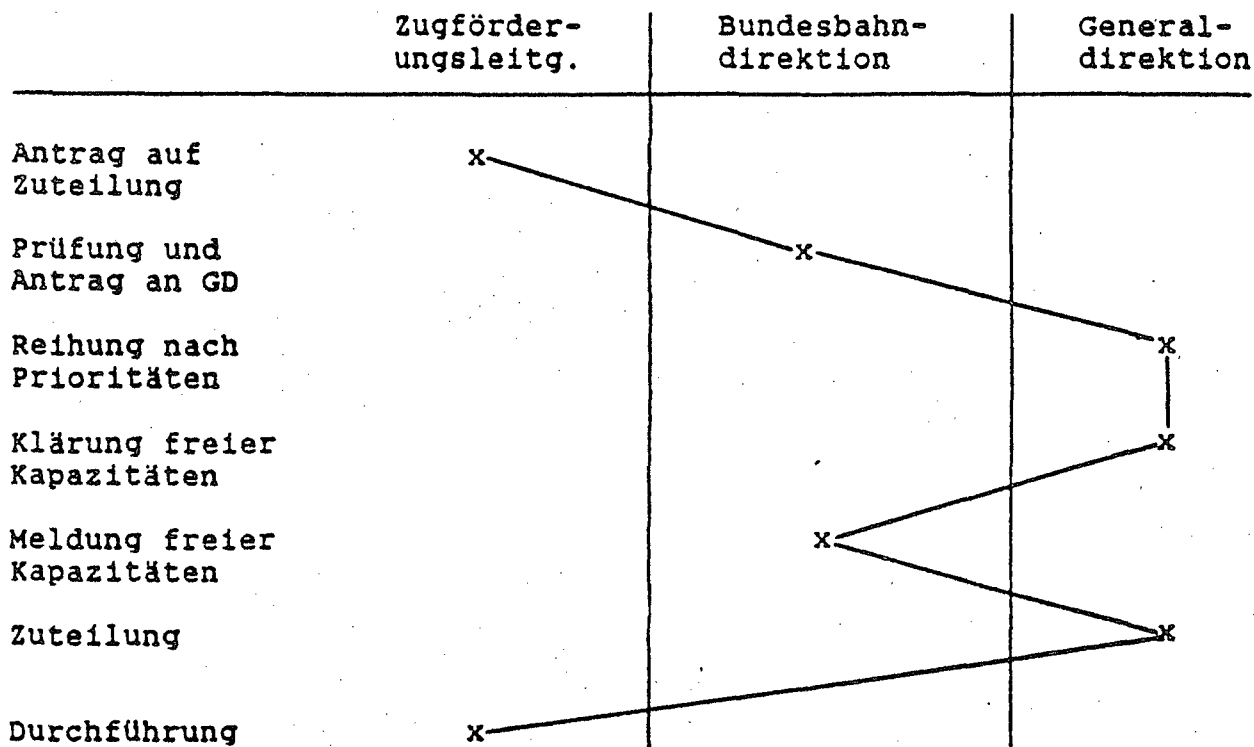 Zugförder- Bundesbahn- General-
ungsleitg. direktion direktion
Antrag auf x
Zuteilung
Prüfung und x
Antrag an GD
Reihung nach x
Prioritäten
Klärung freier x
Kapazitäten
Meldung freier x
Kapazitäten
Zuteilung x
Durchführung x